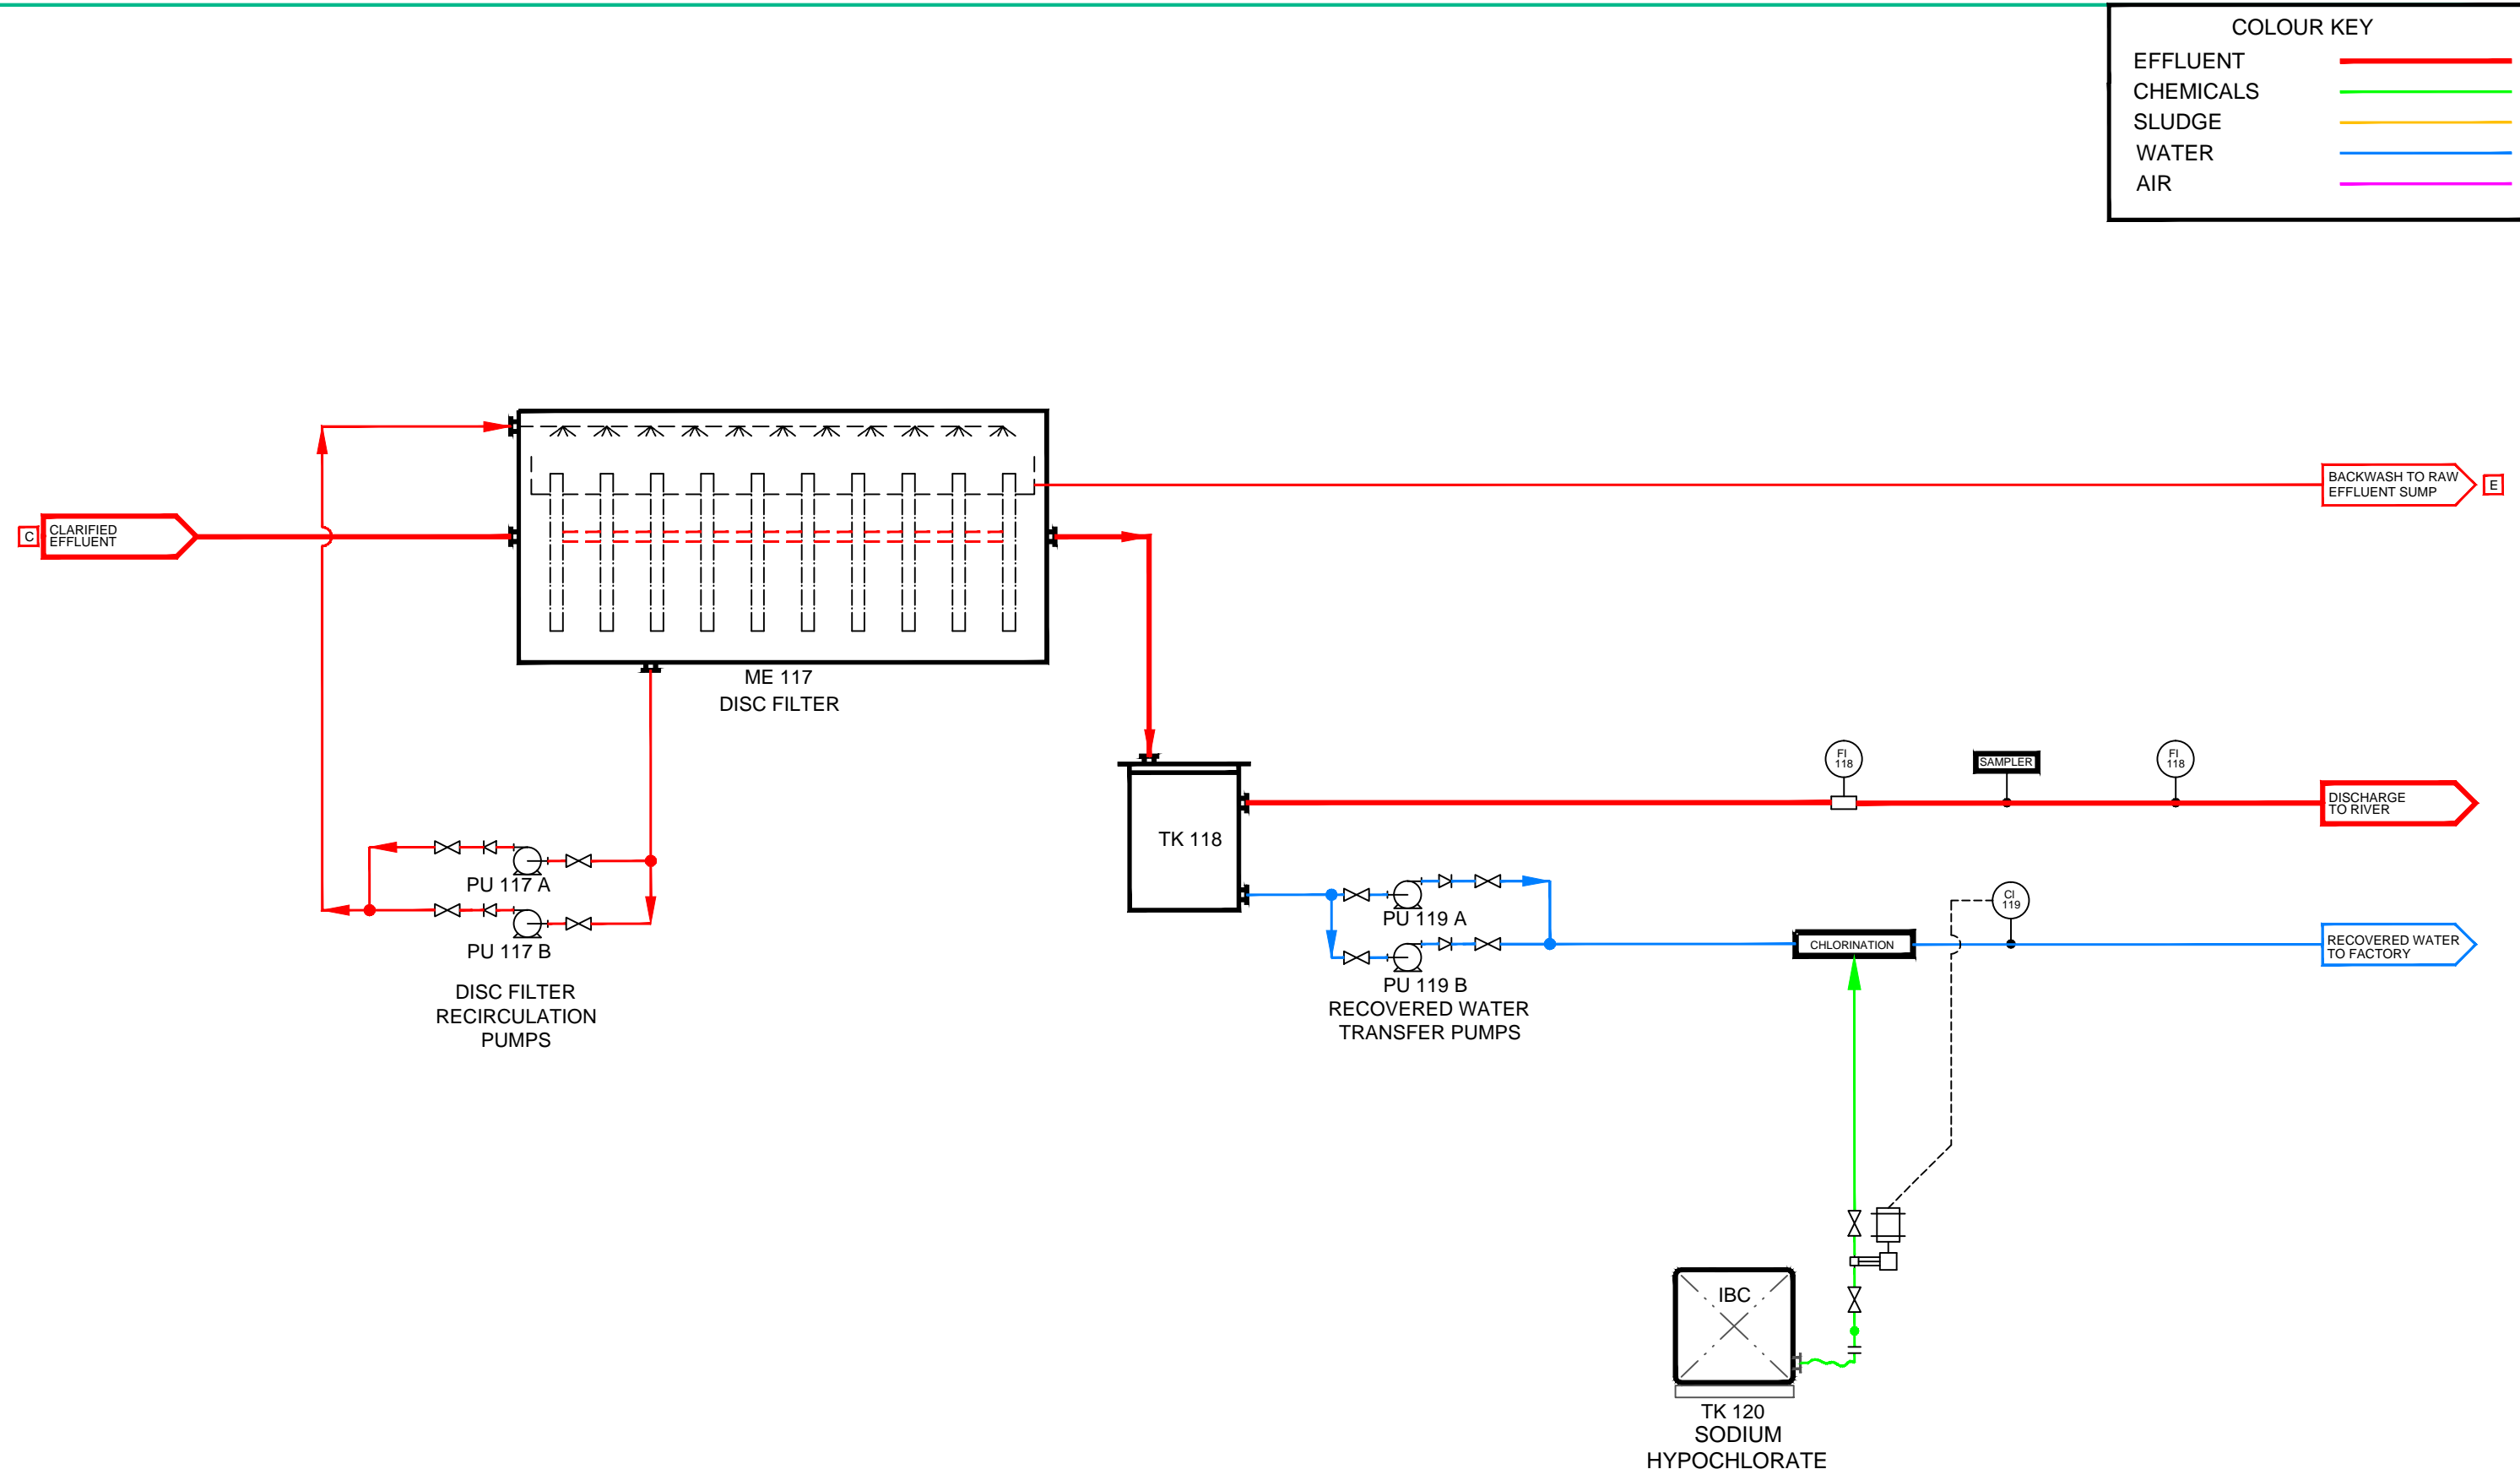 COLOUR KEY
EFFLUENT
CHEMICALS
SLUDGE
WATER
AIR
BACKWASH TO RAW
EFFLUENT SUMP
E
C
CLARIFIED
EFFLUENT
ME 117
DISC FILTER
FI
118
SAMPLER
FI
118
DISCHARGE
TO RIVER
TK 118
PU 117 A
PU 117 B
DISC FILTER
RECIRCULATION
PUMPS
PU 119 A
PU 119 B
RECOVERED WATER
TRANSFER PUMPS
CHLORINATION
CI
119
RECOVERED WATER
TO FACTORY
IBC
TK 120
SODIUM
HYPOCHLORATE